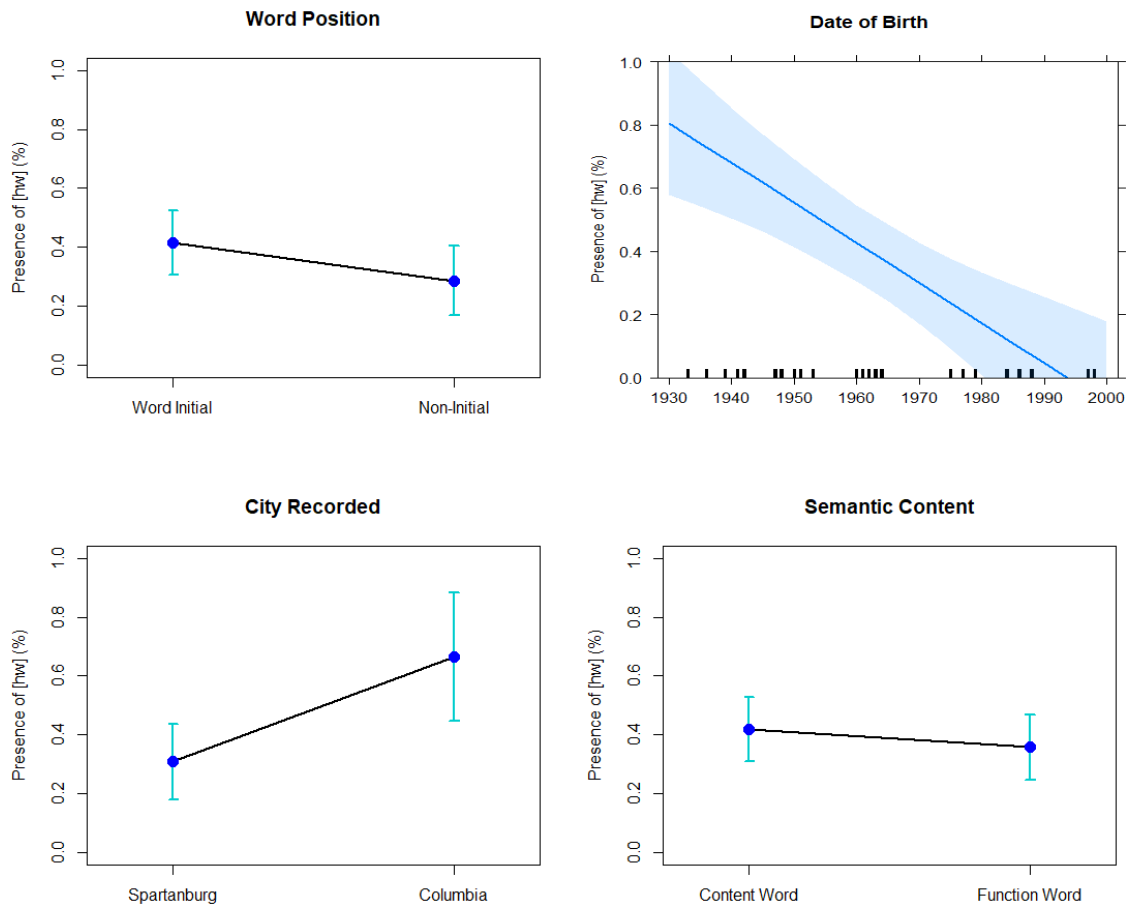 Word Position
Presence of [hw] (%)
1.0
0.8
0.6
0.4
0.2
0.0
Word Initial Non-Initial
Date of Birth
Presence of [hw] (%)
1.0
0.8
0.6
0.4
0.2
0.0
1930 1940 1950 1960 1970 1980 1990 2000
City Recorded
Presence of [hw] (%)
1.0
0.8
0.6
0.4
0.2
0.0
Spartanburg Columbia
Semantic Content
Presence of [hw] (%)
1.0
0.8
0.6
0.4
0.2
0.0
Content Word Function Word